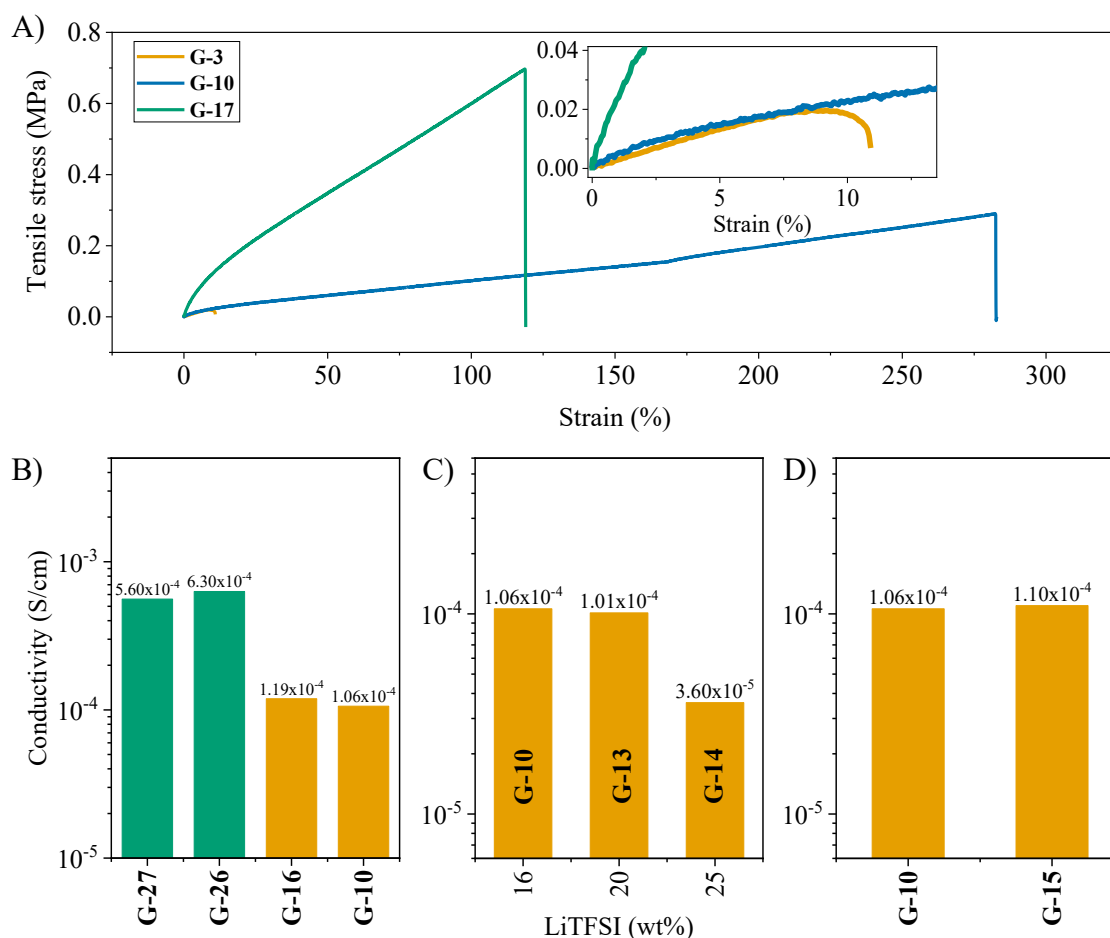 A)
Tensile stress (MPa)
0.8
0.6
0.4
0.2
0.0
G-3
G-10
G-17
0.04
0.02
0.00
0
5
10
Strain (%)
0
50
100
150
200
250
300
Strain (%)
B)
Conductivity (S/cm)
10⁻³
10⁻⁴
10⁻⁵
5.60x10⁻⁴
6.30x10⁻⁴
1.19x10⁻⁴
1.06x10⁻⁴
G-27
G-26
G-16
G-10
C)
10⁻⁴
10⁻⁵
1.06x10⁻⁴
1.01x10⁻⁴
3.60x10⁻⁵
G-10
G-13
G-14
16
20
25
LiTFSI (wt%)
D)
10⁻⁴
10⁻⁵
1.06x10⁻⁴
1.10x10⁻⁴
G-10
G-15